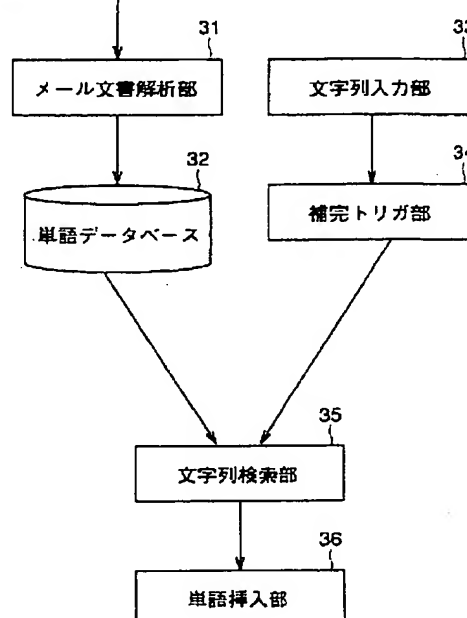 31
メール文書解析部
33
文字列入力部
32
単語データベース
34
補完トリガ部
35
文字列検索部
36
単語挿入部